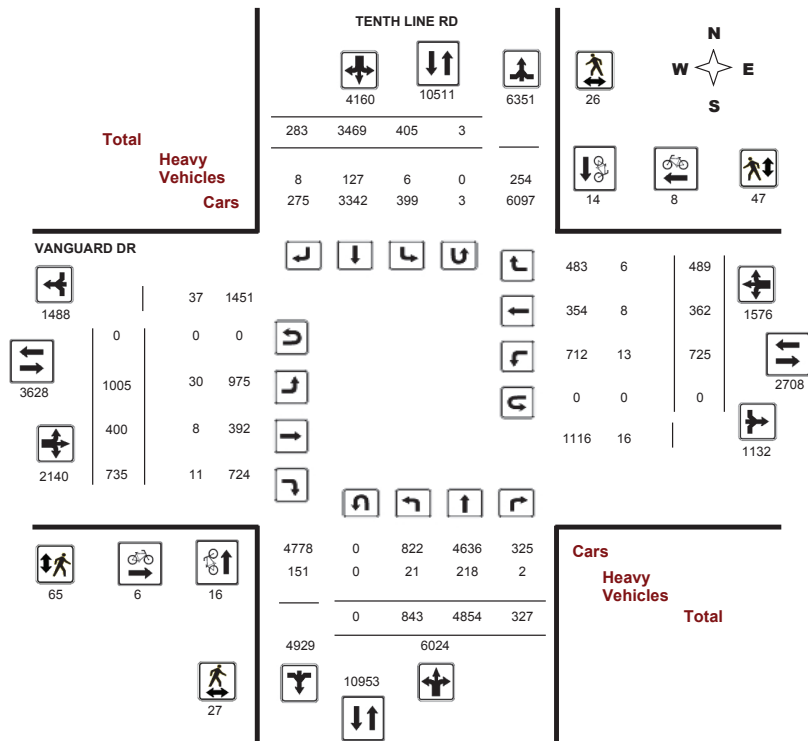 TENTH LINE RD
N
W E
S
4160 10511 6351 26
283 3469 405 3
Total
Heavy
Vehicles 8 127 6 0 254
Cars 275 3342 399 3 6097
14 8 47
VANGUARD DR
1488
37 1451
483 6 489
1576
0 0 0
354 8 362
3628
1005 30 975
712 13 725
2708
400 8 392
0 0 0
2140
735 11 724
1116 16
1132
4778 0 822 4636 325
151 0 21 218 2
0 843 4854 327
Cars
Heavy
Vehicles
Total
65 6 16
4929 6024
27
10953